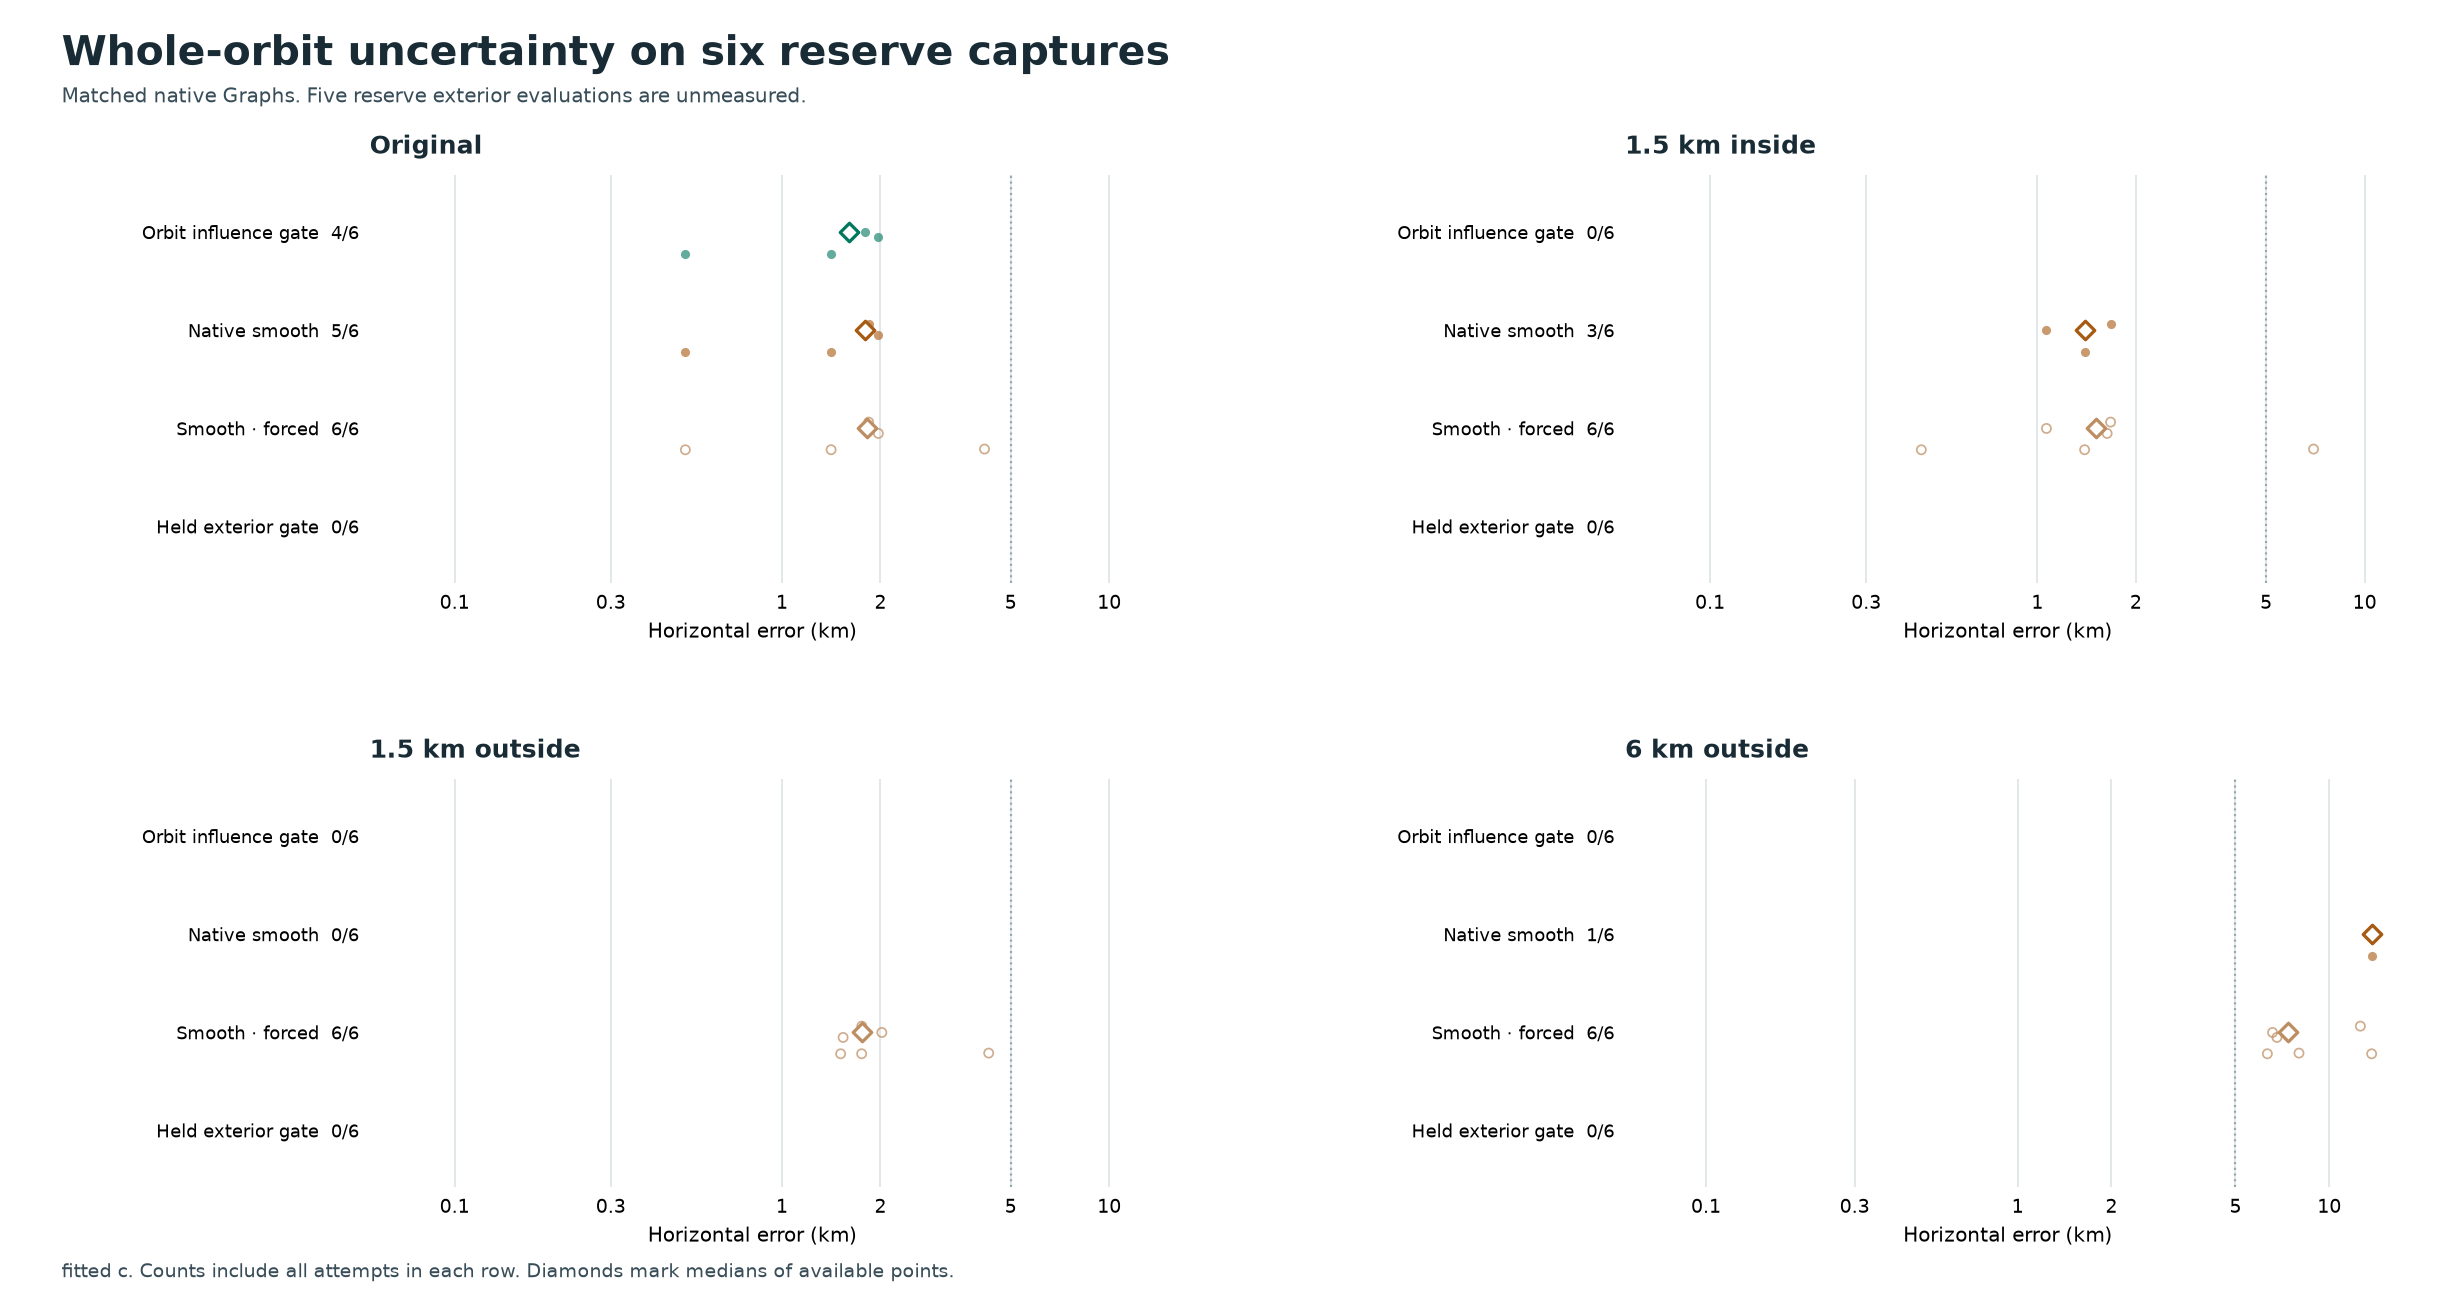 Whole-orbit uncertainty on six reserve captures
Matched native Graphs. Five reserve exterior evaluations are unmeasured.
Original
Orbit influence gate 4/6
Native smooth 5/6
Smooth · forced 6/6
Held exterior gate 0/6
0.1 0.3 1 2 5 10
Horizontal error (km)
1.5 km inside
Orbit influence gate 0/6
Native smooth 3/6
Smooth · forced 6/6
Held exterior gate 0/6
0.1 0.3 1 2 5 10
Horizontal error (km)
1.5 km outside
Orbit influence gate 0/6
Native smooth 0/6
Smooth · forced 6/6
Held exterior gate 0/6
0.1 0.3 1 2 5 10
Horizontal error (km)
6 km outside
Orbit influence gate 0/6
Native smooth 1/6
Smooth · forced 6/6
Held exterior gate 0/6
0.1 0.3 1 2 5 10
Horizontal error (km)
fitted c. Counts include all attempts in each row. Diamonds mark medians of available points.